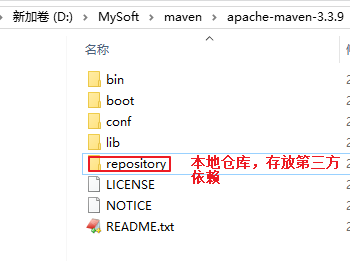 新加卷 (D:) › MySoft › maven › apache-maven-3.3.9
名称
bin
boot
conf
lib
repository
本地仓库，存放第三方
依赖
LICENSE
NOTICE
README.txt